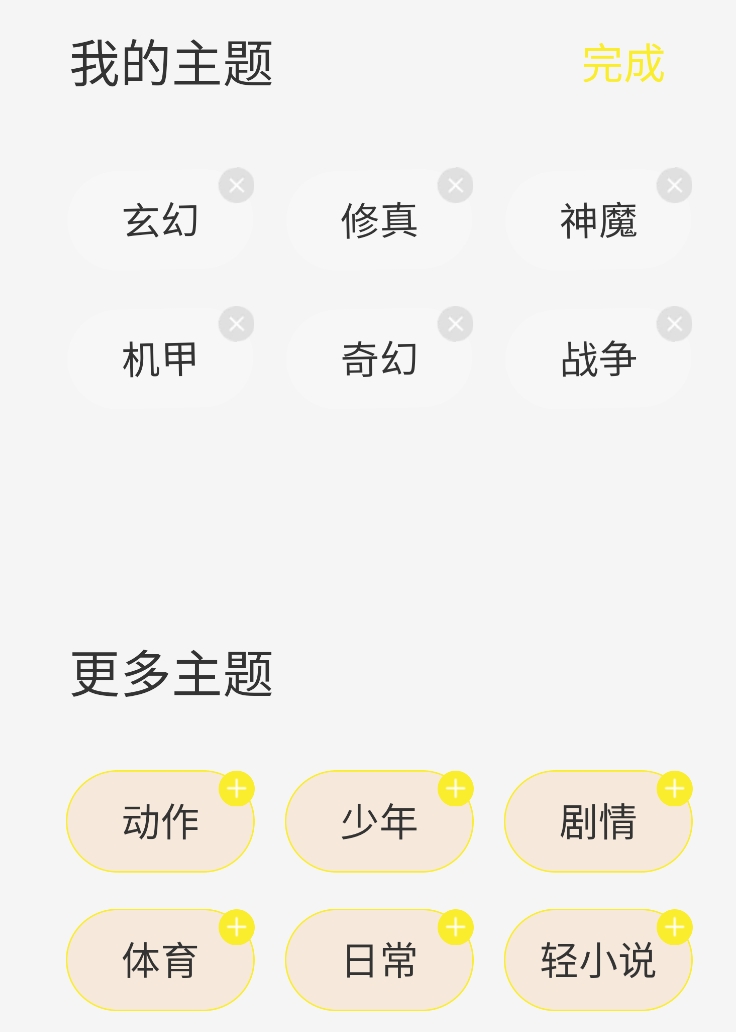 我的主题 完成
玄幻 修真 神魔
机甲 奇幻 战争
更多主题
动作 少年 剧情
体育 日常 轻小说